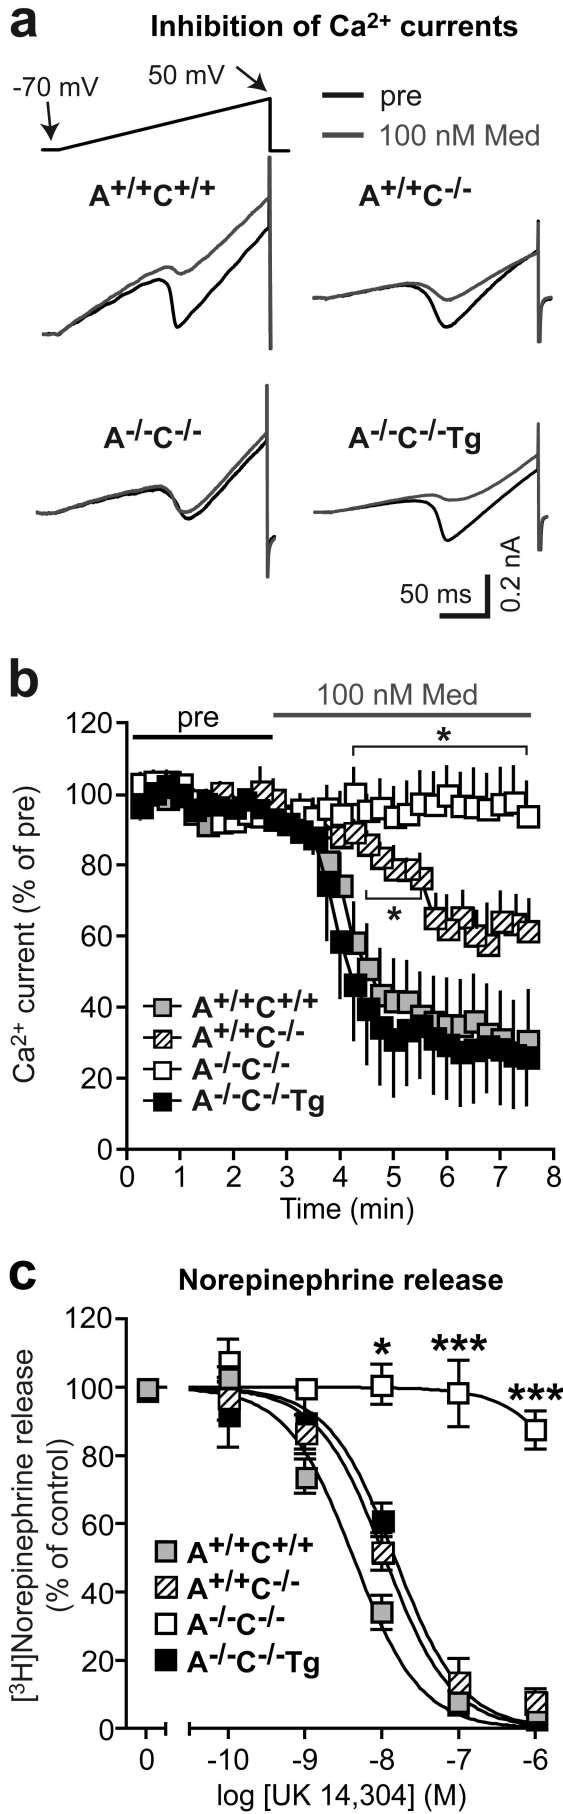 a Inhibition of Ca²⁺ currents
-70 mV
50 mV
pre
100 nM Med
A⁺/⁺C⁺/⁺
A⁺/⁺C⁻/⁻
A⁻/⁻C⁻/⁻
A⁻/⁻C⁻/⁻Tg
50 ms
0.2 nA
b
pre
100 nM Med
*
*
Ca²⁺ current (% of pre)
120
100
80
60
40
20
0
A⁺/⁺C⁺/⁺
A⁺/⁺C⁻/⁻
A⁻/⁻C⁻/⁻
A⁻/⁻C⁻/⁻Tg
0 1 2 3 4 5 6 7 8
Time (min)
c Norepinephrine release
* *** ***
[³H]Norepinephrine release
(% of control)
120
100
80
60
40
20
0
A⁺/⁺C⁺/⁺
A⁺/⁺C⁻/⁻
A⁻/⁻C⁻/⁻
A⁻/⁻C⁻/⁻Tg
0 -10 -9 -8 -7 -6
log [UK 14,304] (M)